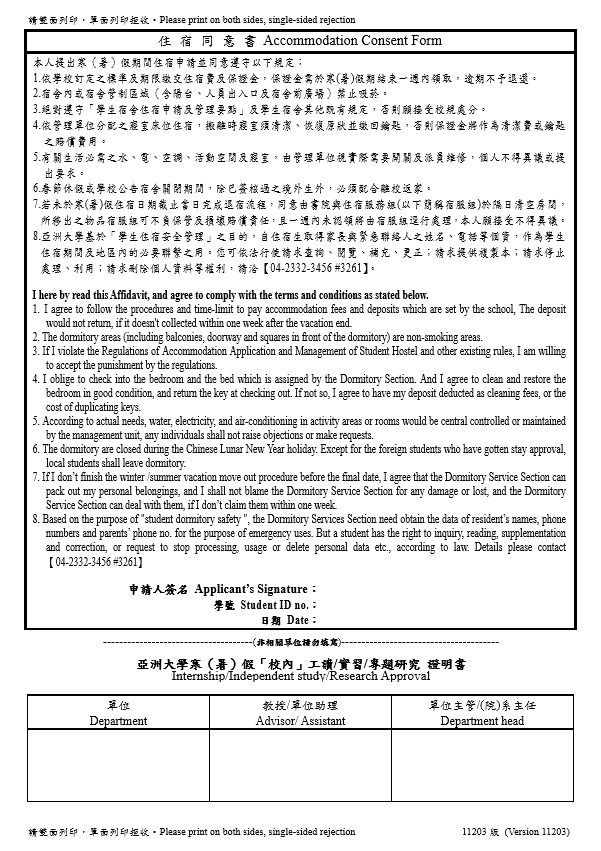 請雙面列印，單面列印拒收。Please print on both sides, single-sided rejection
住 宿 同 意 書 Accommodation Consent Form
本人提出寒（暑）假期間住宿申請並同意遵守以下規定：
1.依學校訂定之標準及期限繳交住宿費及保證金，保證金需於寒(暑)假期結束一週內領取，逾期不予退還。
2.宿舍內或宿舍管制區域（含陽台、人員出入口及宿舍前廣場）禁止吸菸。
3.絕對遵守「學生宿舍住宿申請及管理要點」及學生宿舍其他既有規定，否則願接受校規處分。
4.依管理單位分配之寢室床位住宿，搬離時寢室須清潔、恢復原狀並繳回鑰匙，否則保證金將作為清潔費或鑰匙
之賠償費用。
5.有關生活必需之水、電、空調、活動空間及寢室，由管理單位視實際需要開關及派員維修，個人不得異議或提
出要求。
6.春節休假或學校公告宿舍關閉期間，除已簽核過之境外生外，必須配合離校返家。
7.若未於寒(暑)假住宿日期截止當日完成退宿流程，同意由書院與住宿服務組(以下簡稱宿服組)於隔日清空房間，
所移出之物品宿服組可不負保管及損壞賠償責任，且一週內未認領將由宿服組逕行處理，本人願接受不得異議。
8.亞洲大學基於「學生住宿安全管理」之目的，自住宿生取得家長與緊急聯絡人之姓名、電話等個資，作為學生
住宿期間及地區內的必要聯繫之用。您可依法行使請求查詢、閱覽、補充、更正；請求提供複製本；請求停止
處理、利用；請求刪除個人資料等權利，請洽【04-2332-3456 #3261】。
I here by read this Affidavit, and agree to comply with the terms and conditions as stated below.
1. I agree to follow the procedures and time-limit to pay accommodation fees and deposits which are set by the school, The deposit
would not return, if it doesn't collected within one week after the vacation end.
2. The dormitory areas (including balconies, doorway and squares in front of the dormitory) are non-smoking areas.
3. If I violate the Regulations of Accommodation Application and Management of Student Hostel and other existing rules, I am willing
to accept the punishment by the regulations.
4. I oblige to check into the bedroom and the bed which is assigned by the Dormitory Section. And I agree to clean and restore the
bedroom in good condition, and return the key at checking out. If not so, I agree to have my deposit deducted as cleaning fees, or the
cost of duplicating keys.
5. According to actual needs, water, electricity, and air-conditioning in activity areas or rooms would be central controlled or maintained
by the management unit, any individuals shall not raise objections or make requests.
6. The dormitory are closed during the Chinese Lunar New Year holiday. Except for the foreign students who have gotten stay approval,
local students shall leave dormitory.
7. If I don't finish the winter /summer vacation move out procedure before the final date, I agree that the Dormitory Service Section can
pack out my personal belongings, and I shall not blame the Dormitory Service Section for any damage or lost, and the Dormitory
Service Section can deal with them, if I don't claim them within one week.
8. Based on the purpose of "student dormitory safety ", the Dormitory Services Section need obtain the data of resident's names, phone
numbers and parents' phone no. for the purpose of emergency uses. But a student has the right to inquiry, reading, supplementation
and correction, or request to stop processing, usage or delete personal data etc., according to law. Details please contact
【04-2332-3456 #3261】
申請人簽名 Applicant's Signature：
學號 Student ID no.：
日期 Date：
-------------------------------------(非相關單位請勿填寫)---------------------------------------
亞洲大學寒（暑）假「校內」工讀/實習/專題研究 證明書
Internship/Independent study/Research Approval
單位 教授/單位助理 單位主管/(院)系主任
Department Advisor/ Assistant Department head
請雙面列印，單面列印拒收。Please print on both sides, single-sided rejection 11203 版 (Version 11203)